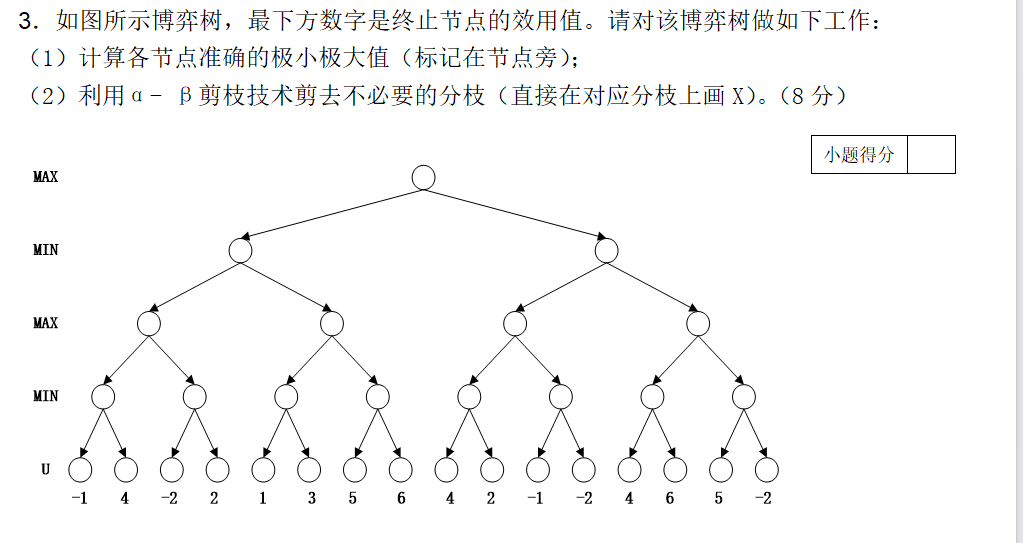 3. 如图所示博弈树，最下方数字是终止节点的效用值。请对该博弈树做如下工作：
（1）计算各节点准确的极小极大值（标记在节点旁）；
（2）利用α- β剪枝技术剪去不必要的分枝（直接在对应分枝上画 X）。（8 分）
小题得分
MAX
MIN
MAX
MIN
U
-1 4 -2 2 1 3 5 6 4 2 -1 -2 4 6 5 -2